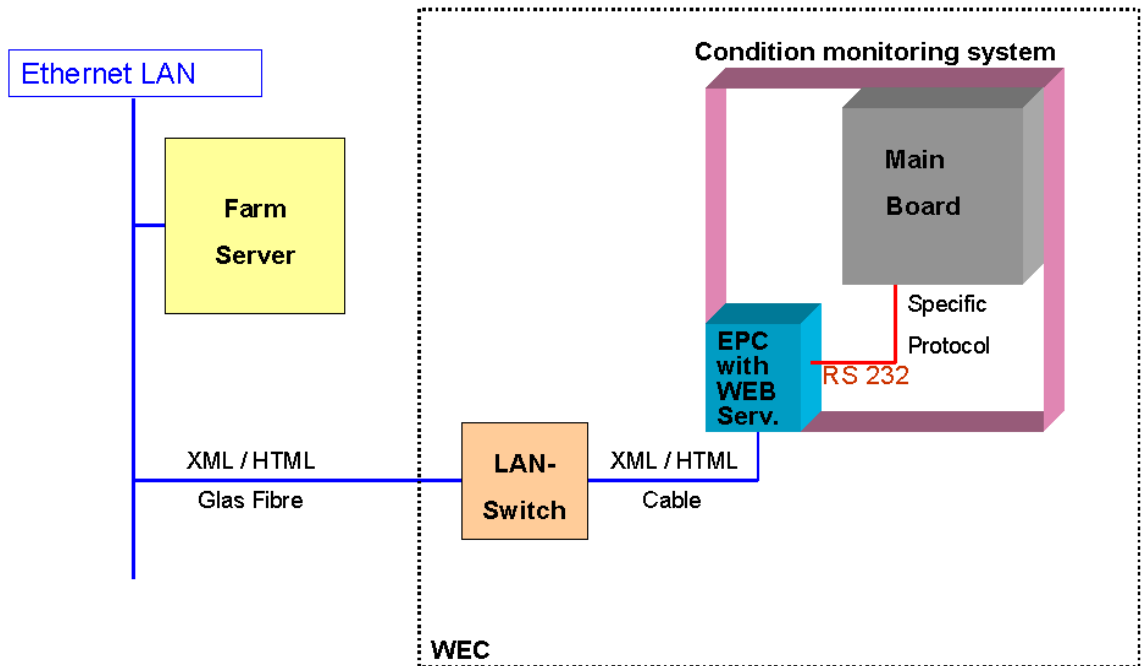 Ethernet LAN
Condition monitoring system
Farm
Server
Main
Board
Specific
Protocol
EPC
with
WEB
Serv.
RS 232
XML / HTML
Glas Fibre
LAN-
Switch
XML / HTML
Cable
WEC